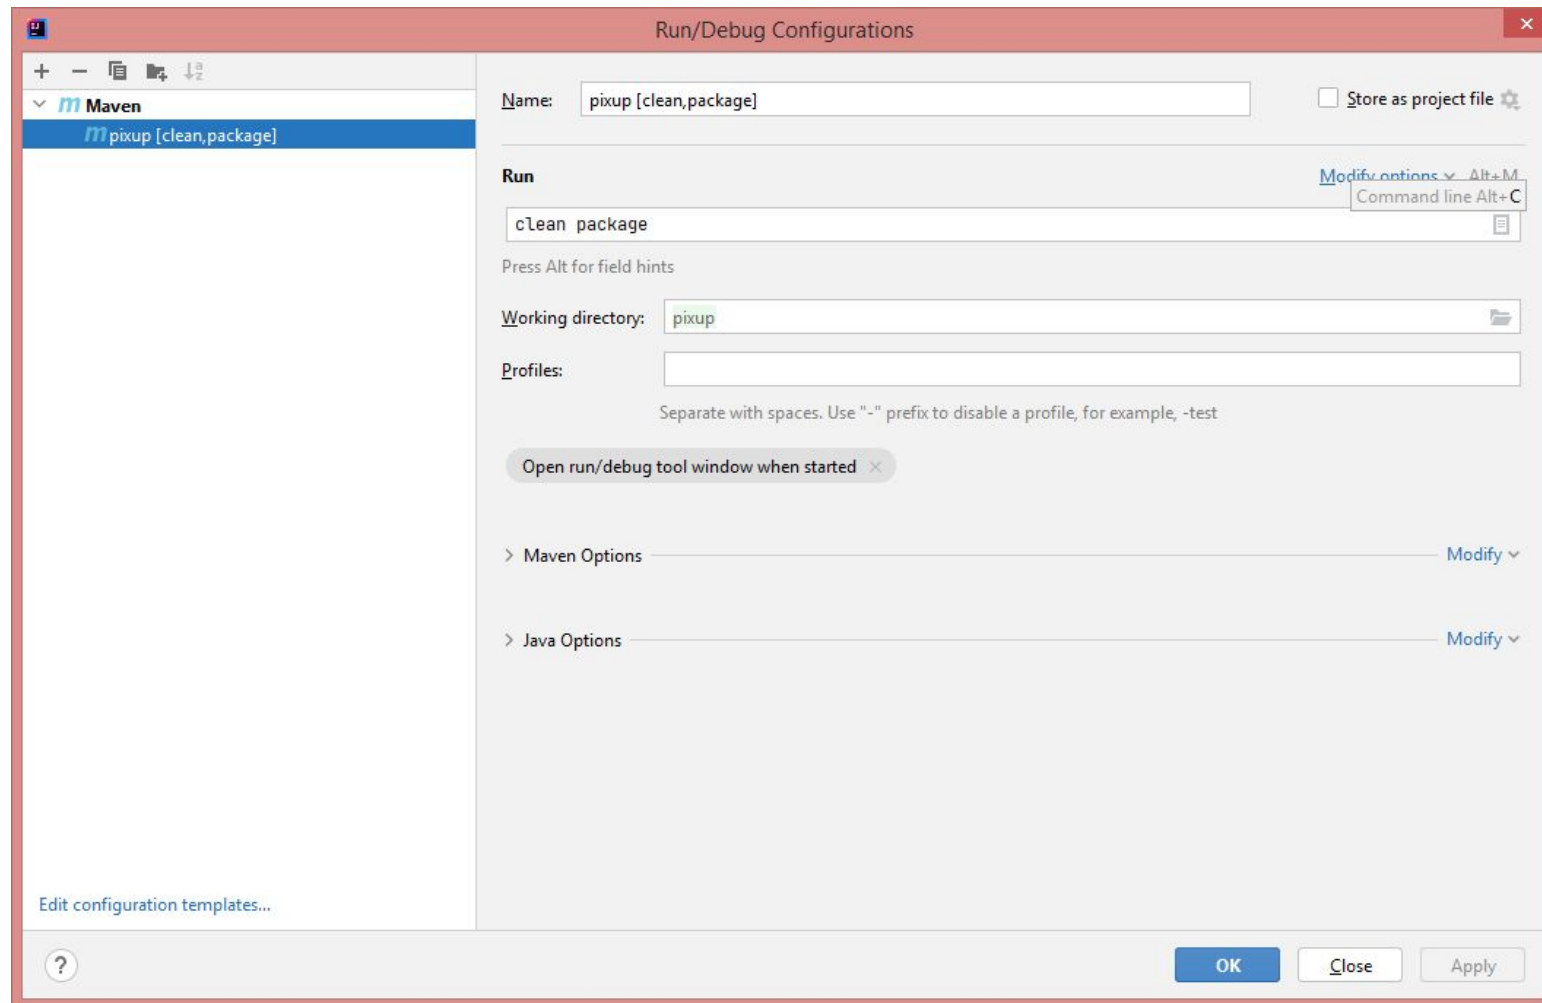 Run/Debug Configurations
Maven
pixup [clean,package]
Name:
pixup [clean,package]
Store as project file
Run
Modify options
Alt+M
Command line Alt+C
clean package
Press Alt for field hints
Working directory:
pixup
Profiles:
Separate with spaces. Use "-" prefix to disable a profile, for example, -test
Open run/debug tool window when started
Maven Options
Modify
Java Options
Modify
Edit configuration templates...
?
OK
Close
Apply